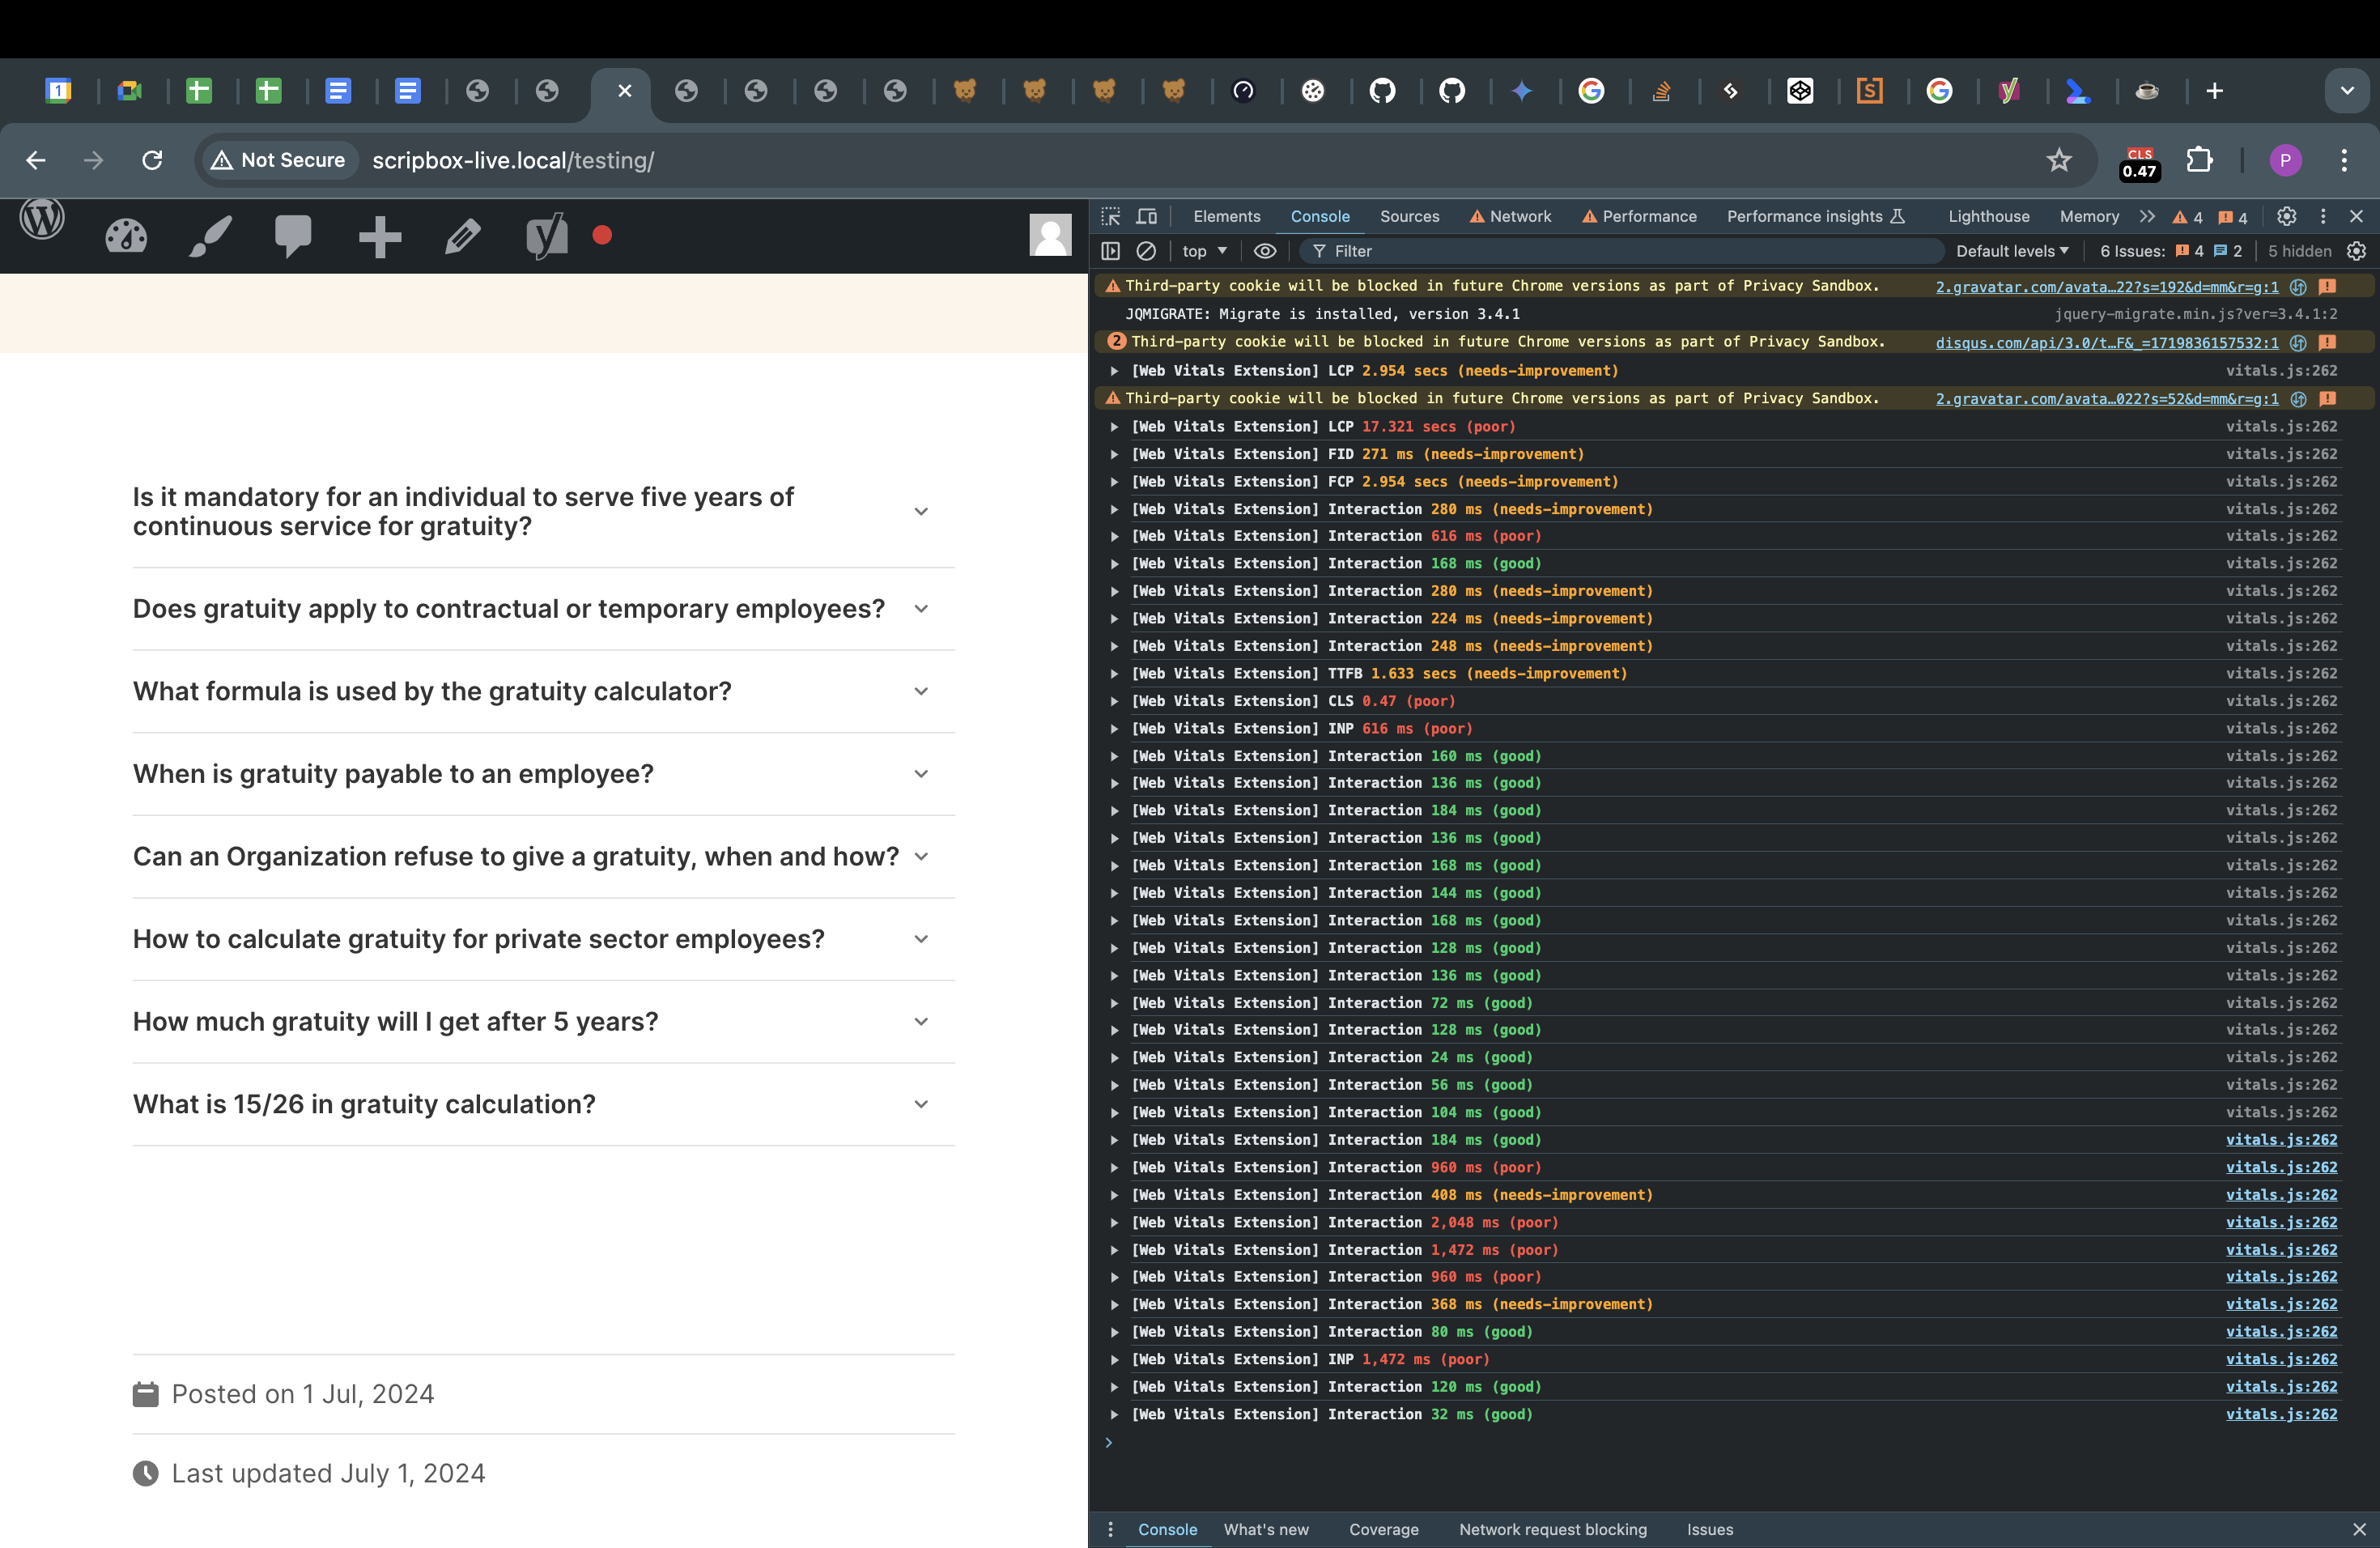 1
Not Secure
scripbox-live.local/testing/
CLS
0.47
P
Elements
Console
Sources
Network
Performance
Performance insights
Lighthouse
Memory
4
4
top
Filter
Default levels
6 Issues:
4
2
5 hidden
Third-party cookie will be blocked in future Chrome versions as part of Privacy Sandbox. 2.gravatar.com/avata…22?s=192&d=mm&r=g:1
JQMIGRATE: Migrate is installed, version 3.4.1 jquery-migrate.min.js?ver=3.4.1:2
2 Third-party cookie will be blocked in future Chrome versions as part of Privacy Sandbox. disqus.com/api/3.0/t…F&_=1719836157532:1
[Web Vitals Extension] LCP 2.954 secs (needs-improvement) vitals.js:262
Third-party cookie will be blocked in future Chrome versions as part of Privacy Sandbox. 2.gravatar.com/avata…022?s=52&d=mm&r=g:1
[Web Vitals Extension] LCP 17.321 secs (poor) vitals.js:262
[Web Vitals Extension] FID 271 ms (needs-improvement) vitals.js:262
[Web Vitals Extension] FCP 2.954 secs (needs-improvement) vitals.js:262
[Web Vitals Extension] Interaction 280 ms (needs-improvement) vitals.js:262
[Web Vitals Extension] Interaction 616 ms (poor) vitals.js:262
[Web Vitals Extension] Interaction 168 ms (good) vitals.js:262
[Web Vitals Extension] Interaction 280 ms (needs-improvement) vitals.js:262
[Web Vitals Extension] Interaction 224 ms (needs-improvement) vitals.js:262
[Web Vitals Extension] Interaction 248 ms (needs-improvement) vitals.js:262
[Web Vitals Extension] TTFB 1.633 secs (needs-improvement) vitals.js:262
[Web Vitals Extension] CLS 0.47 (poor) vitals.js:262
[Web Vitals Extension] INP 616 ms (poor) vitals.js:262
[Web Vitals Extension] Interaction 160 ms (good) vitals.js:262
[Web Vitals Extension] Interaction 136 ms (good) vitals.js:262
[Web Vitals Extension] Interaction 184 ms (good) vitals.js:262
[Web Vitals Extension] Interaction 136 ms (good) vitals.js:262
[Web Vitals Extension] Interaction 168 ms (good) vitals.js:262
[Web Vitals Extension] Interaction 144 ms (good) vitals.js:262
[Web Vitals Extension] Interaction 168 ms (good) vitals.js:262
[Web Vitals Extension] Interaction 128 ms (good) vitals.js:262
[Web Vitals Extension] Interaction 136 ms (good) vitals.js:262
[Web Vitals Extension] Interaction 72 ms (good) vitals.js:262
[Web Vitals Extension] Interaction 128 ms (good) vitals.js:262
[Web Vitals Extension] Interaction 24 ms (good) vitals.js:262
[Web Vitals Extension] Interaction 56 ms (good) vitals.js:262
[Web Vitals Extension] Interaction 104 ms (good) vitals.js:262
[Web Vitals Extension] Interaction 184 ms (good) vitals.js:262
[Web Vitals Extension] Interaction 960 ms (poor) vitals.js:262
[Web Vitals Extension] Interaction 408 ms (needs-improvement) vitals.js:262
[Web Vitals Extension] Interaction 2,048 ms (poor) vitals.js:262
[Web Vitals Extension] Interaction 1,472 ms (poor) vitals.js:262
[Web Vitals Extension] Interaction 960 ms (poor) vitals.js:262
[Web Vitals Extension] Interaction 368 ms (needs-improvement) vitals.js:262
[Web Vitals Extension] Interaction 80 ms (good) vitals.js:262
[Web Vitals Extension] INP 1,472 ms (poor) vitals.js:262
[Web Vitals Extension] Interaction 120 ms (good) vitals.js:262
[Web Vitals Extension] Interaction 32 ms (good) vitals.js:262
Console
What's new
Coverage
Network request blocking
Issues
Is it mandatory for an individual to serve five years of
continuous service for gratuity?
Does gratuity apply to contractual or temporary employees?
What formula is used by the gratuity calculator?
When is gratuity payable to an employee?
Can an Organization refuse to give a gratuity, when and how?
How to calculate gratuity for private sector employees?
How much gratuity will I get after 5 years?
What is 15/26 in gratuity calculation?
Posted on 1 Jul, 2024
Last updated July 1, 2024